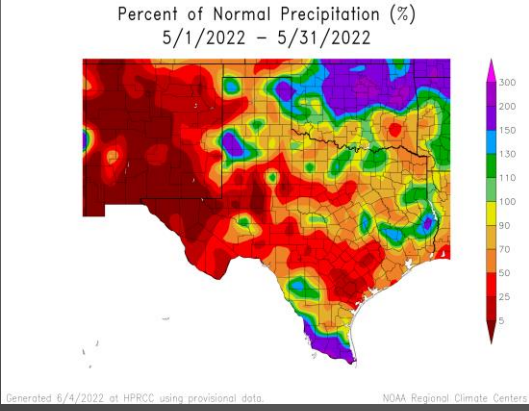 Percent of Normal Precipitation (%)
5/1/2022 – 5/31/2022
300
200
150
130
110
100
90
70
50
25
5
Generated 6/4/2022 at HPRCC using provisional data.
NOAA Regional Climate Centers